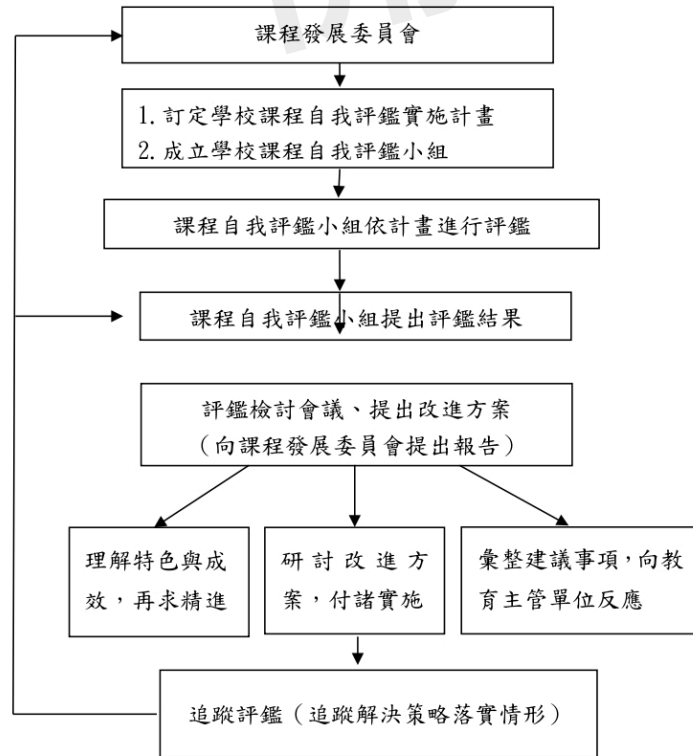 課程發展委員會
1.訂定學校課程自我評鑑實施計畫
2.成立學校課程自我評鑑小組
課程自我評鑑小組依計畫進行評鑑
課程自我評鑑小組提出評鑑結果
評鑑檢討會議、提出改進方案
（向課程發展委員會提出報告）
理解特色與成
效，再求精進
研討改進方
案，付諸實施
彙整建議事項，向教
育主管單位反應
追蹤評鑑（追蹤解決策略落實情形）